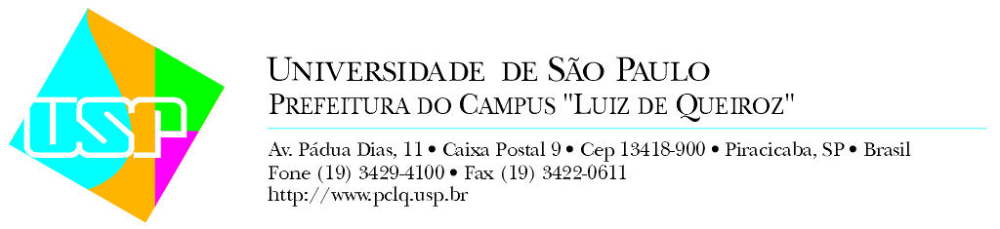 USP
UNIVERSIDADE DE SÃO PAULO
PREFEITURA DO CAMPUS "LUIZ DE QUEIROZ"
Av. Pádua Dias, 11 • Caixa Postal 9 • Cep 13418-900 • Piracicaba, SP • Brasil
Fone (19) 3429-4100 • Fax (19) 3422-0611
http://www.pclq.usp.br